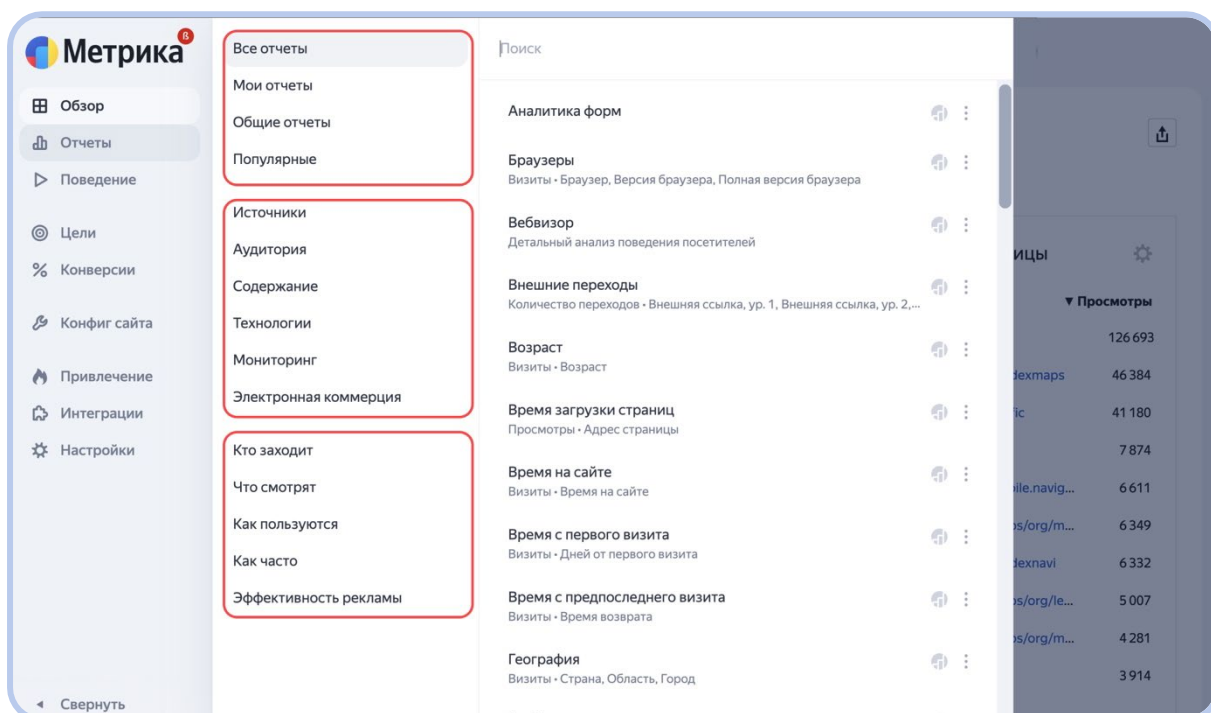 Метрика
ß
Обзор
Отчеты
Поведение
Цели
Конверсии
Конфиг сайта
Привлечение
Интеграции
Настройки
Свернуть
Все отчеты
Мои отчеты
Общие отчеты
Популярные
Источники
Аудитория
Содержание
Технологии
Мониторинг
Электронная коммерция
Кто заходит
Что смотрят
Как пользуются
Как часто
Эффективность рекламы
Поиск
Аналитика форм
Браузеры
Визиты • Браузер, Версия браузера, Полная версия браузера
Вебвизор
Детальный анализ поведения посетителей
Внешние переходы
Количество переходов • Внешняя ссылка, ур. 1, Внешняя ссылка, ур. 2,...
Возраст
Визиты • Возраст
Время загрузки страниц
Просмотры • Адрес страницы
Время на сайте
Визиты • Время на сайте
Время с первого визита
Визиты • Дней от первого визита
Время с предпоследнего визита
Визиты • Время возврата
География
Визиты • Страна, Область, Город
ицы
▼ Просмотры
126 693
dexmaps 46 384
fic 41 180
7 874
bile.navig... 6 611
ps/org/m... 6 349
dexnavi 6 332
ps/org/le... 5 007
ps/org/m... 4 281
3 914